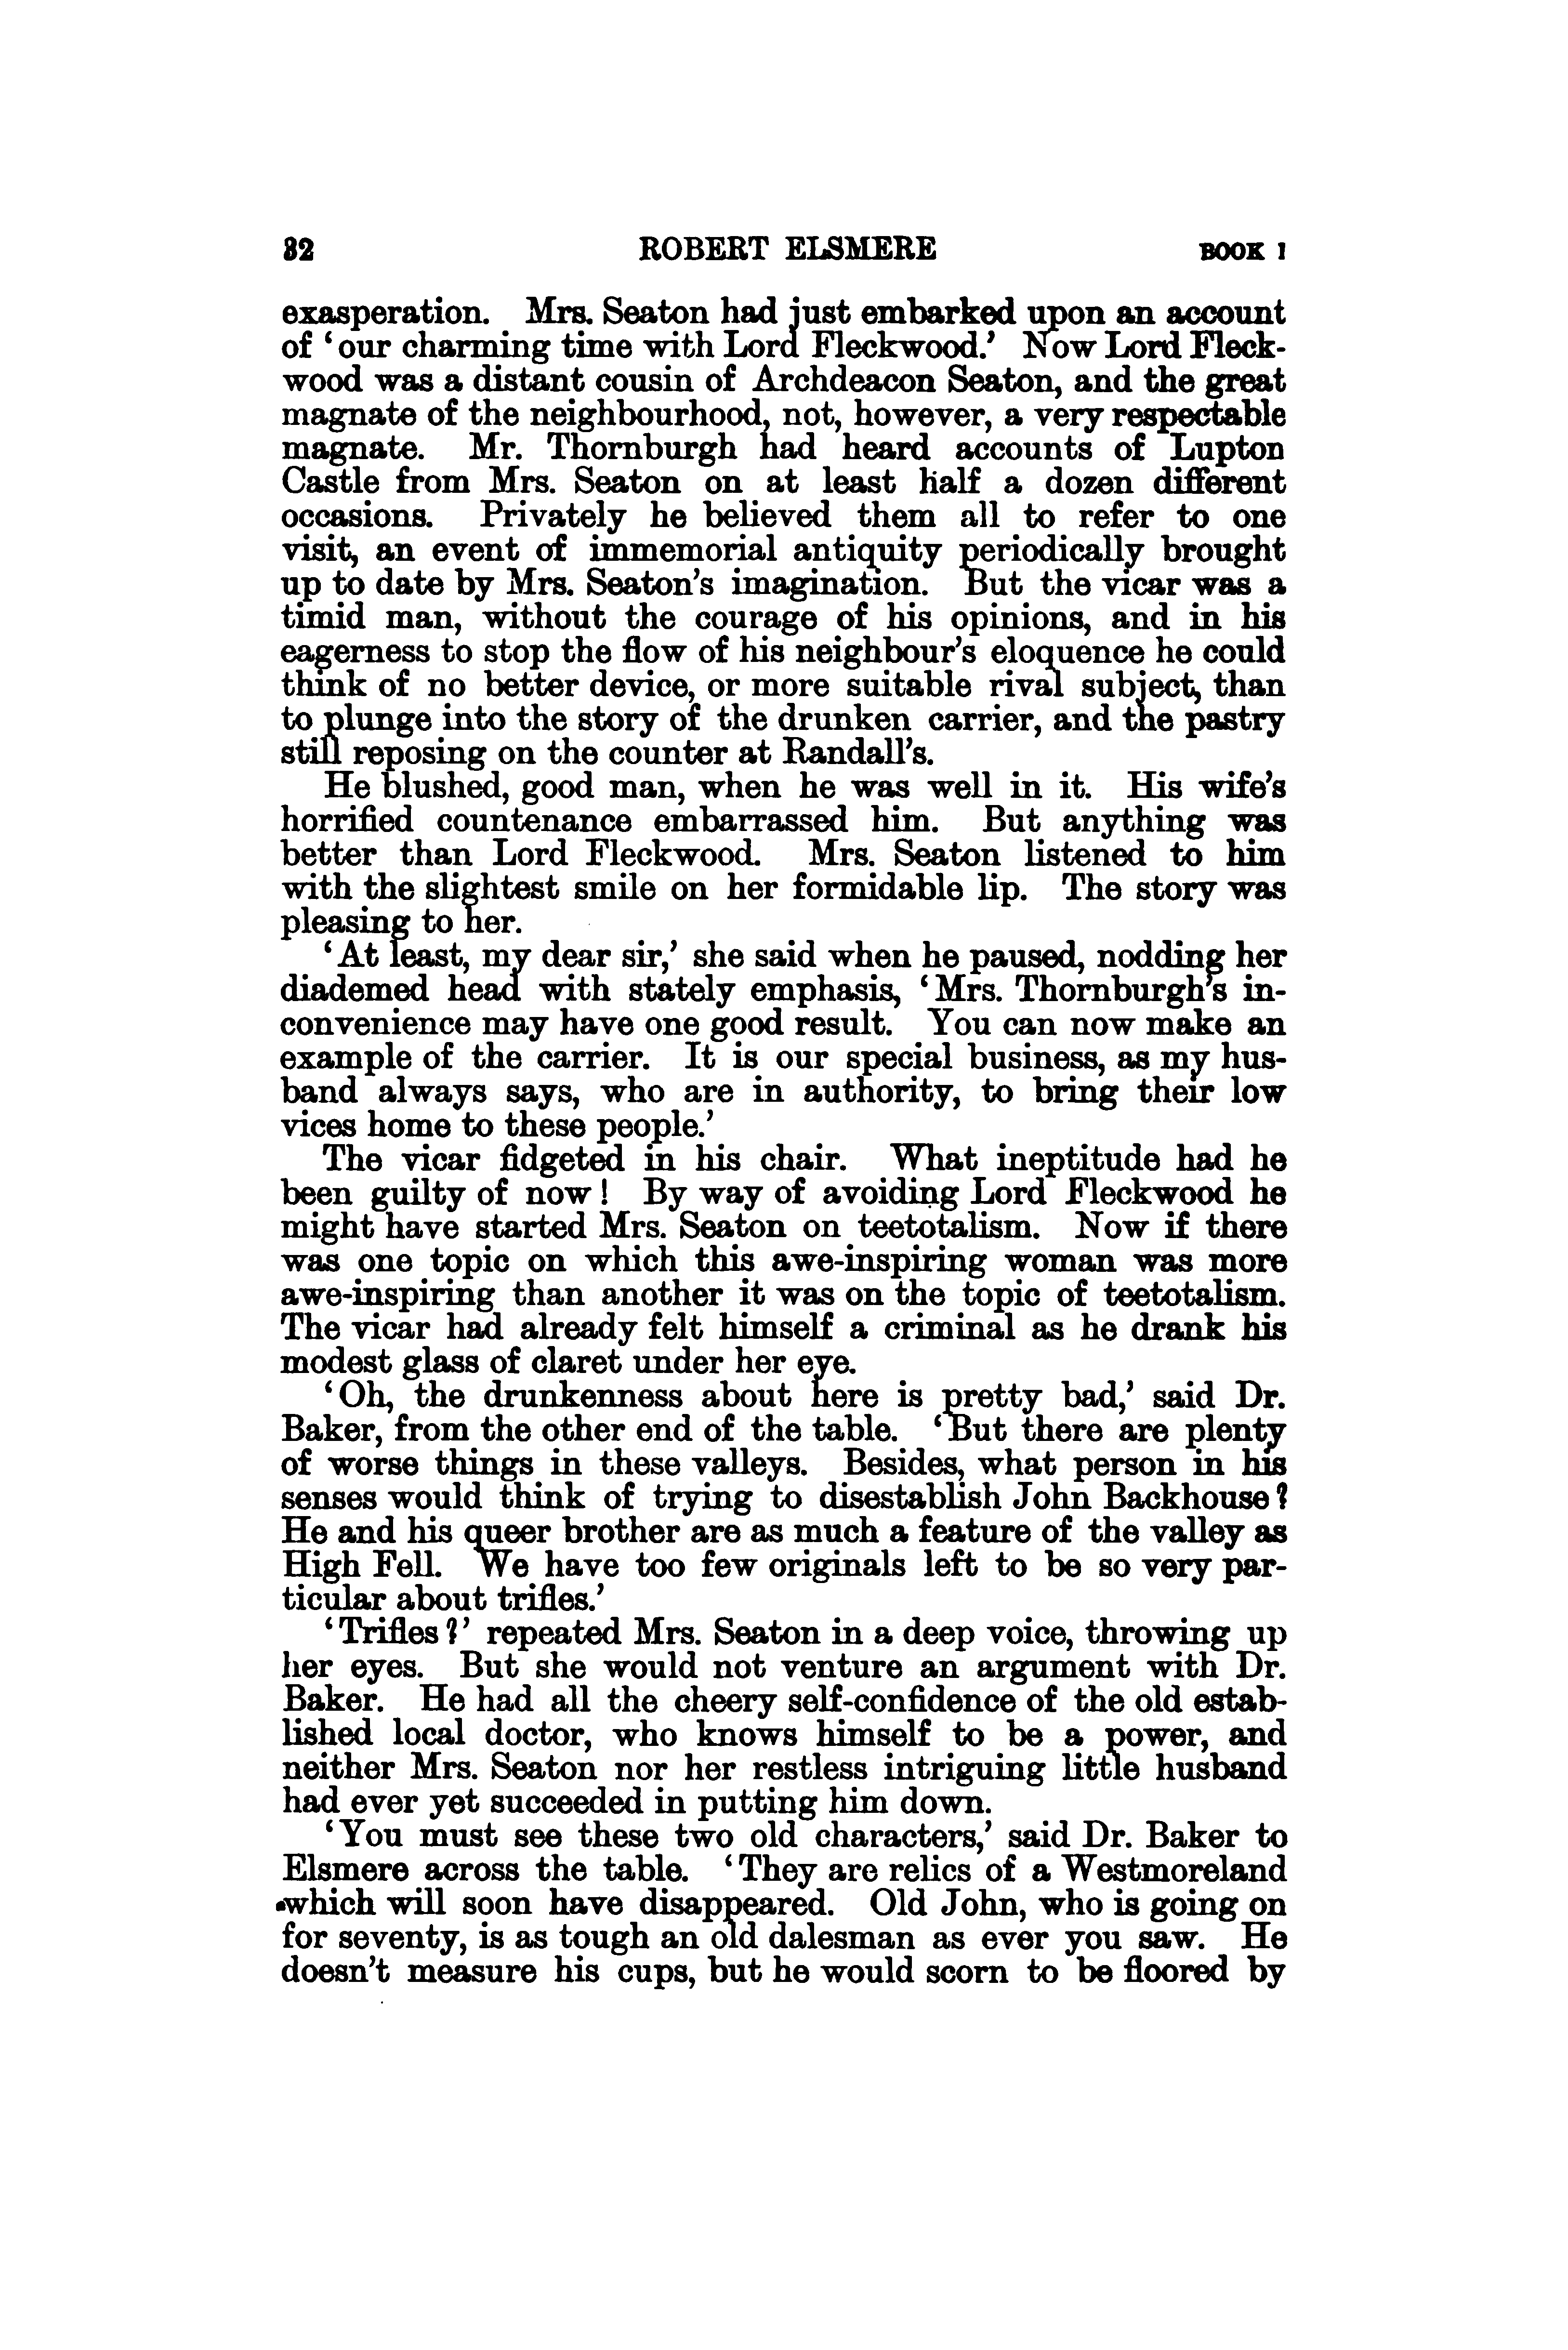 32 ROBERT ELSMERE BOOK I
exasperation. Mrs. Seaton had just embarked upon an account
of ‘our charming time with Lord Fleckwood.’ Now Lord Fleck-
wood was a distant cousin of Archdeacon Seaton, and the great
magnate of the neighbourhood, not, however, a very respectable
magnate. Mr. Thornburgh had heard accounts of Lupton
Castle from Mrs. Seaton on at least half a dozen different
occasions. Privately he believed them all to refer to one
visit, an event of immemorial antiquity periodically brought
up to date by Mrs. Seaton’s imagination. But the vicar was a
timid man, without the courage of his opinions, and in his
eagerness to stop the flow of his neighbour’s eloquence he could
think of no better device, or more suitable rival subject, than
to plunge into the story of the drunken carrier, and the pastry
still reposing on the counter at Randall’s.
He blushed, good man, when he was well in it. His wife’s
horrified countenance embarrassed him. But anything was
better than Lord Fleckwood. Mrs. Seaton listened to him
with the slightest smile on her formidable lip. The story was
pleasing to her.
‘At least, my dear sir,’ she said when he paused, nodding her
diademed head with stately emphasis, ‘Mrs. Thornburgh’s in-
convenience may have one good result. You can now make an
example of the carrier. It is our special business, as my hus-
band always says, who are in authority, to bring their low
vices home to these people.’
The vicar fidgeted in his chair. What ineptitude had he
been guilty of now! By way of avoiding Lord Fleckwood he
might have started Mrs. Seaton on teetotalism. Now if there
was one topic on which this awe-inspiring woman was more
awe-inspiring than another it was on the topic of teetotalism.
The vicar had already felt himself a criminal as he drank his
modest glass of claret under her eye.
‘Oh, the drunkenness about here is pretty bad,’ said Dr.
Baker, from the other end of the table. ‘But there are plenty
of worse things in these valleys. Besides, what person in his
senses would think of trying to disestablish John Backhouse?
He and his queer brother are as much a feature of the valley as
High Fell. We have too few originals left to be so very par-
ticular about trifles.’
‘Trifles?’ repeated Mrs. Seaton in a deep voice, throwing up
her eyes. But she would not venture an argument with Dr.
Baker. He had all the cheery self-confidence of the old estab-
lished local doctor, who knows himself to be a power, and
neither Mrs. Seaton nor her restless intriguing little husband
had ever yet succeeded in putting him down.
‘You must see these two old characters,’ said Dr. Baker to
Elsmere across the table. ‘They are relics of a Westmoreland
which will soon have disappeared. Old John, who is going on
for seventy, is as tough an old dalesman as ever you saw. He
doesn’t measure his cups, but he would scorn to be floored by